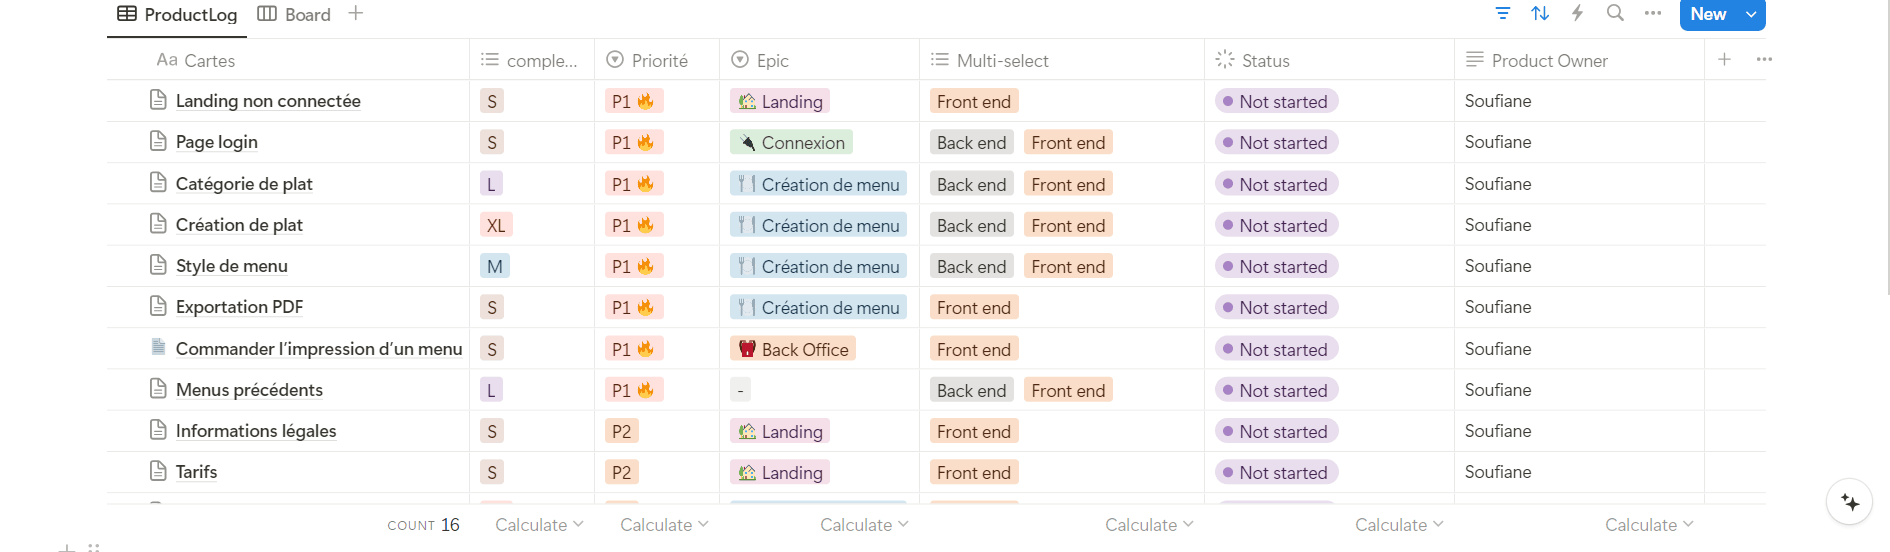 ProductLog Board
New
Aa Cartes comple... Priorité Epic Multi-select Status Product Owner
Landing non connectée S P1 Landing Front end Not started Soufiane
Page login S P1 Connexion Back end Front end Not started Soufiane
Catégorie de plat L P1 Création de menu Back end Front end Not started Soufiane
Création de plat XL P1 Création de menu Back end Front end Not started Soufiane
Style de menu M P1 Création de menu Back end Front end Not started Soufiane
Exportation PDF S P1 Création de menu Front end Not started Soufiane
Commander l’impression d’un menu S P1 Back Office Front end Not started Soufiane
Menus précédents L P1 - Back end Front end Not started Soufiane
Informations légales S P2 Landing Front end Not started Soufiane
Tarifs S P2 Landing Front end Not started Soufiane
COUNT 16 Calculate Calculate Calculate Calculate Calculate Calculate